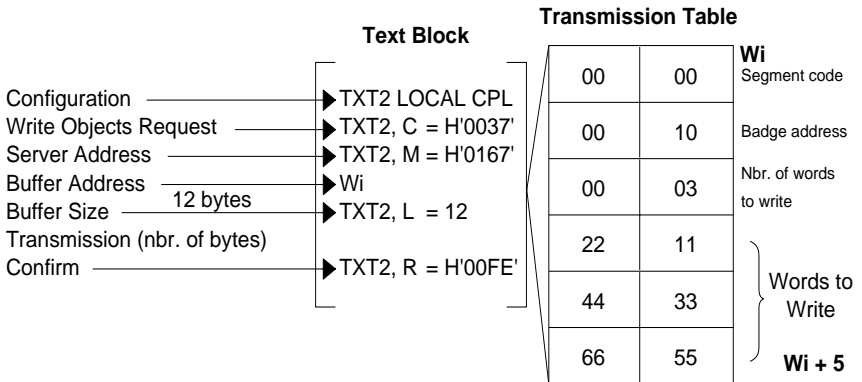 Transmission Table
Text Block
Wi
00 00 Segment code
Configuration TXT2 LOCAL CPL
Write Objects Request TXT2, C = H'0037'
00 10 Badge address
Server Address TXT2, M = H'0167'
Buffer Address Wi
00 03 Nbr. of words
to write
12 bytes
Buffer Size TXT2, L = 12
Transmission (nbr. of bytes)
22 11
Confirm TXT2, R = H'00FE'
Words to
Write
44 33
66 55
Wi + 5